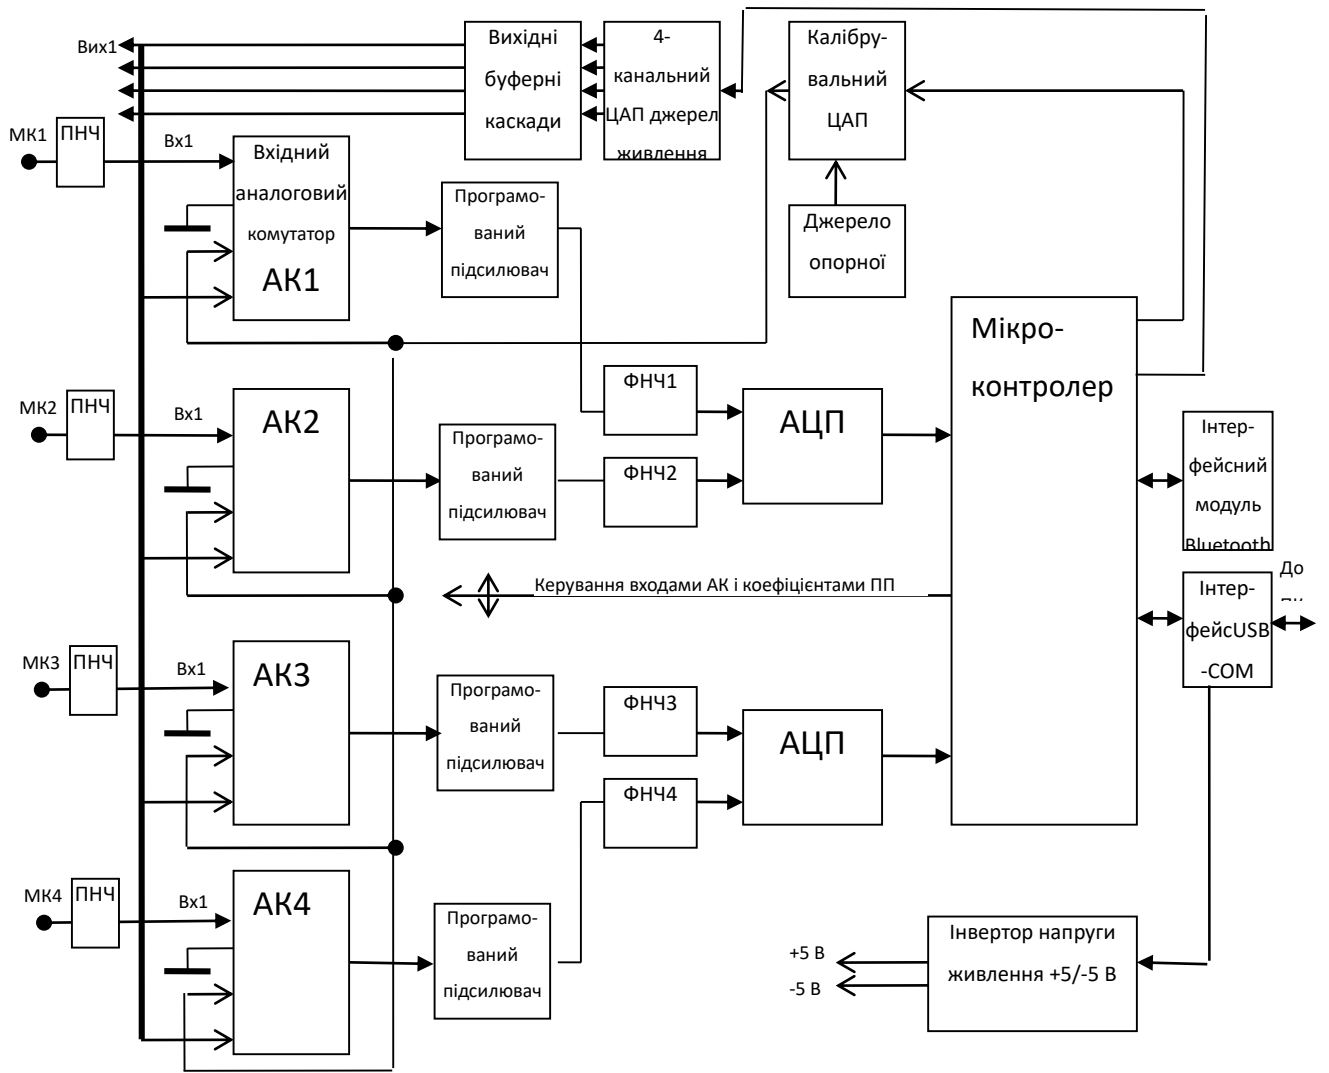 Вих1
Вихідні
буферні
каскади
4-
канальний
ЦАП джерел
живлення
Калібру-
вальний
ЦАП
МК1
ПНЧ
Вх1
Вхідний
аналоговий
комутатор
АК1
Програмо-
ваний
підсилювач
Джерело
опорної
Мікро-
контролер
МК2
ПНЧ
Вх1
АК2
Програмо-
ваний
підсилювач
ФНЧ1
ФНЧ2
АЦП
Інтер-
фейсний
модуль
Bluetooth
Керування входами АК і коефіцієнтами ПП
Інтер-
фейсUSB
-COM
До
МК3
ПНЧ
Вх1
АК3
Програмо-
ваний
підсилювач
ФНЧ3
ФНЧ4
АЦП
МК4
ПНЧ
Вх1
АК4
Програмо-
ваний
підсилювач
+5 В
-5 В
Інвертор напруги
живлення +5/-5 В